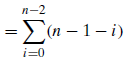 = \sum_{i=0}^{n-2} (n - 1 - i)